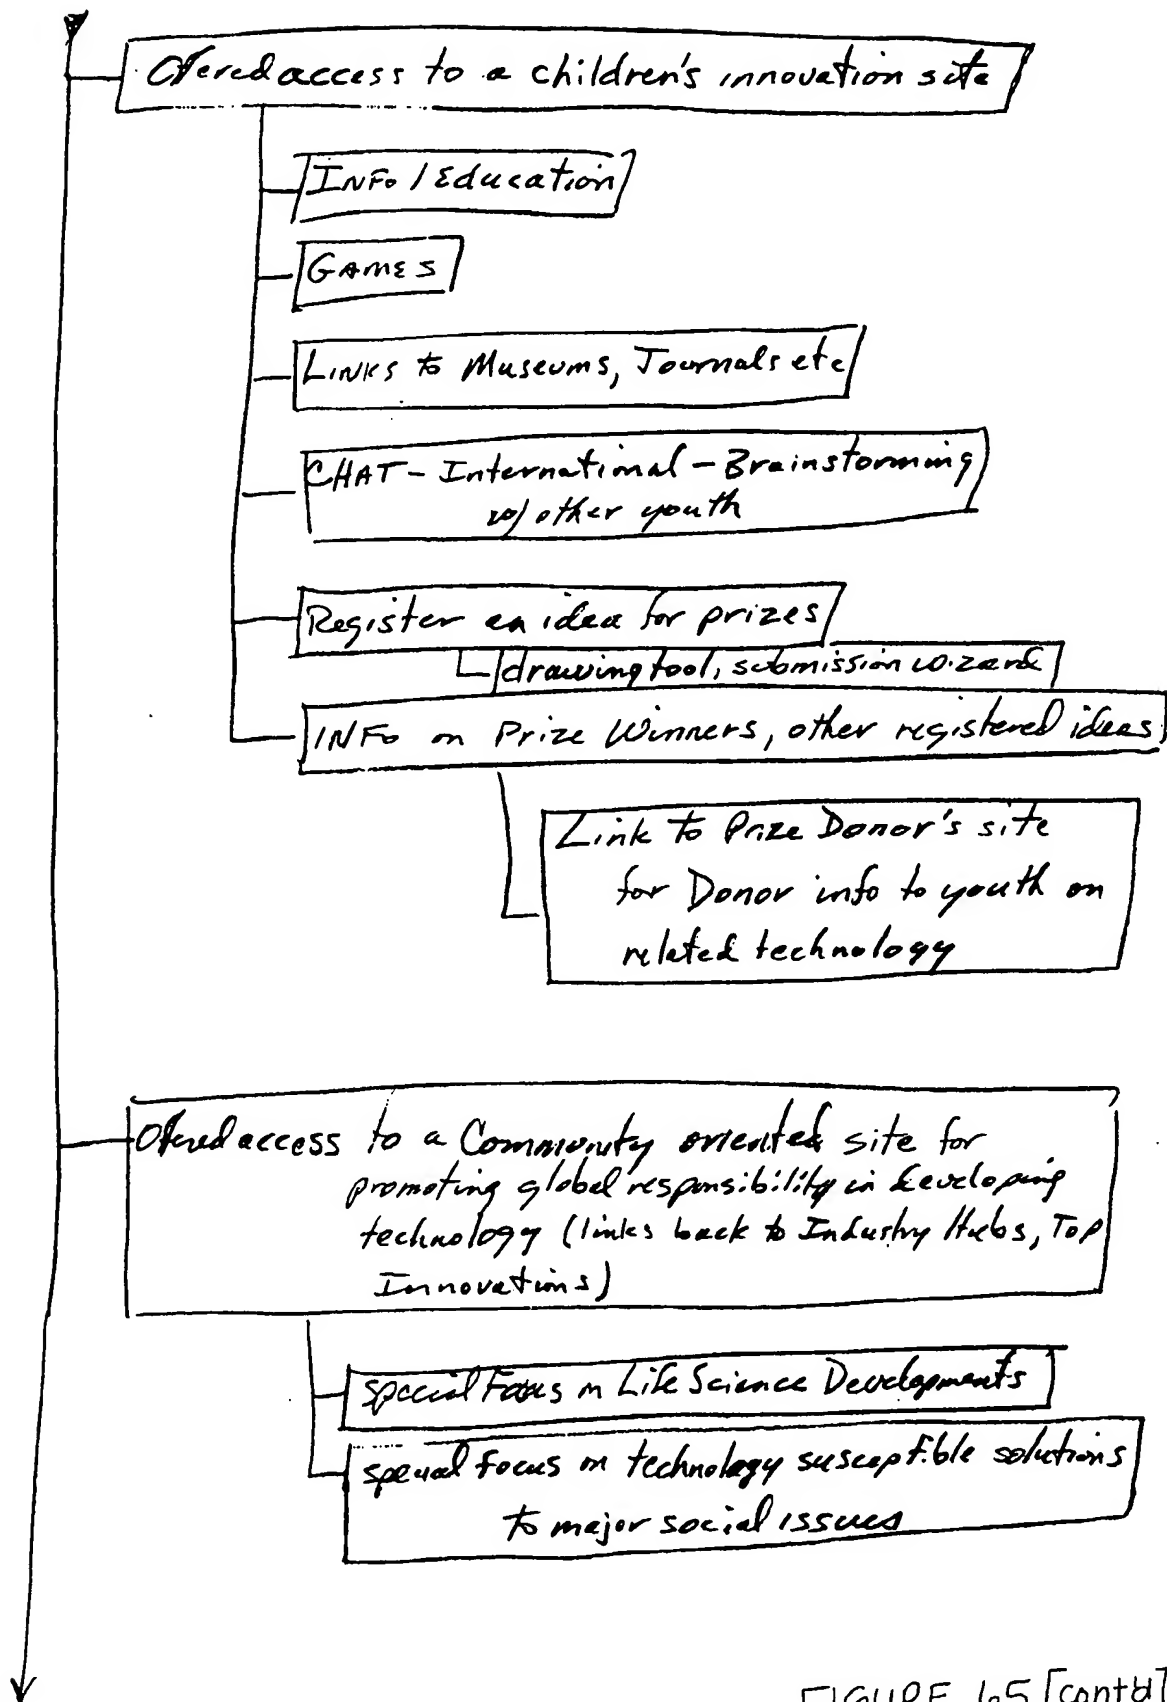 Offered access to a children's innovation site
INFO / Education
GAMES
LINKS to Museums, Journals etc
CHAT - International - Brainstorming
w/ other youth
Register an idea for prizes
drawing tool, submission wizard
INFO on Prize Winners, other registered ideas
Link to Prize Donor's site
for Donor info to youth on
related technology
Offered access to a Community oriented site for
promoting global responsibility in developing
technology (links back to Industry Hubs, Top
Innovations)
special Focus on Life Science Developments
special focus on technology susceptible solutions
to major social issues
FIGURE 65 [cont'd]